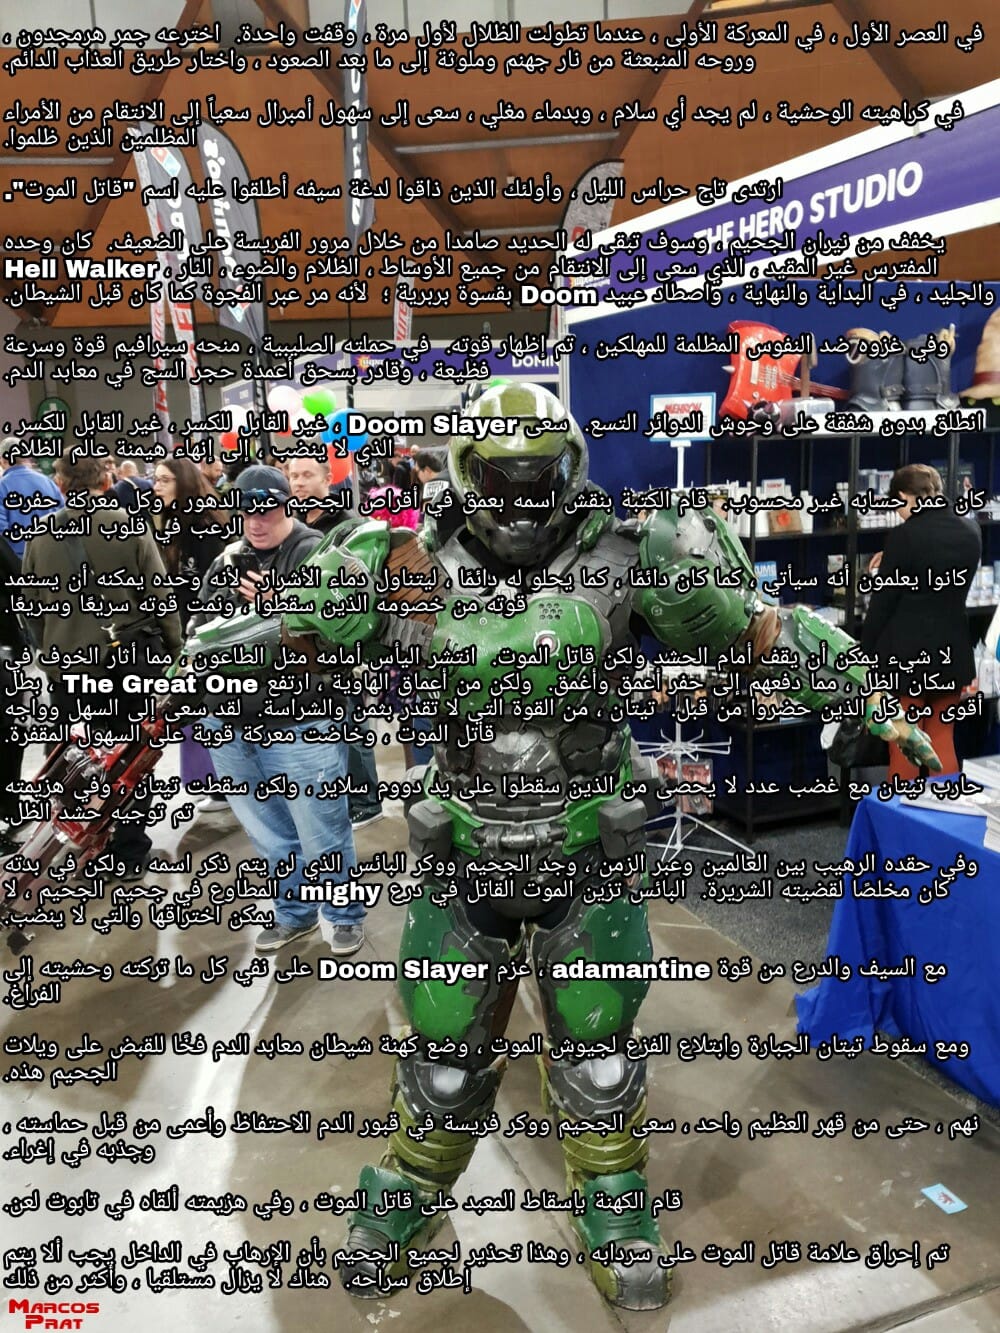 في العصر الأول ، في المعركة الأولى ، عندما تطولت الظلال لأول مرة ، وقفت واحدة. اخترعه جمر هرمجدون ،
وروحه المنبعثة من نار جهنم وملوثة إلى ما بعد الصعود ، واختار طريق العذاب الدائم.
في كراهيته الوحشية ، لم يجد أي سلام ، وبدماء مغلي ، سعى إلى سهول أمبرال سعياً إلى الانتقام من الأمراء
المظلمين الذين ظلموا.
ارتدى تاج حراس الليل ، وأولئك الذين ذاقوا لدغة سيفه أطلقوا عليه اسم "قاتل الموت".
THE HERO STUDIO
يخفف من نيران الجحيم ، وسوف تبقى له الحديد صامدا من خلال مرور الفريسة على الضعيف. كان وحده
Hell Walker ، المفترس غير المقيد ، الذي سعى إلى الانتقام من جميع الأوساط ، الظلام والضوء ، النار
والجليد ، في البداية والنهاية ، واصطاد عبيد Doom بقسوة بربرية ؛ لأنه مر عبر الفجوة كما كان قبل الشيطان.
وفي غزوه ضد النفوس المظلمة للمهلكين ، تم إظهار قوته. في حملته الصليبية ، منحه سيرافيم قوة وسرعة
فظيعة ، وقادر بسحق أعمدة حجر السج في معابد الدم.
DOMIN
انطلق بدون شفقة على وحوش الدوائر التسع. سعى Doom Slayer ، غير القابل للكسر ، غير القابل للكسر ،
الذي لا ينضب ، إلى إنهاء هيمنة عالم الظلام.
كان عمر حسابه غير محسوب. قام الكتبة بنقش اسمه بعمق في أقراص الجحيم عبر الدهور ، وكل معركة حفرت
الرعب في قلوب الشياطين.
كانوا يعلمون أنه سيأتي ، كما كان دائمًا ، كما يحلو له دائمًا ، ليتناول دماء الأشرار. لأنه وحده يمكنه أن يستمد
قوته من خصومه الذين سقطوا ، ونمت قوته سريعًا وسريعًا.
لا شيء يمكن أن يقف أمام الحشد ولكن قاتل الموت. انتشر اليأس أمامه مثل الطاعون ، مما أثار الخوف في
سكان الظل ، مما دفعهم إلى حفر أعمق وأغمق. ولكن من أعماق الهاوية ، ارتفع The Great One ، بطل
أقوى من كل الذين حضروا من قبل. تيتان ، من القوة التي لا تقدر بثمن والشراسة. لقد سعى إلى السهل وواجه
قاتل الموت ، وخاضت معركة قوية على السهول المقفرة.
حارب تيتان مع غضب عدد لا يحصى من الذين سقطوا على يد دووم سلاير ، ولكن سقطت تيتان ، وفي هزيمته
تم توجيه حشد الظل.
وفي حقده الرهيب بين العالمين وعبر الزمن ، وجد الجحيم ووكر البائس الذي لن يتم ذكر اسمه ، ولكن في بدته
كان مخلصًا لقضيته الشريرة. البائس تزين الموت القاتل في درع mighy ، المطاوع في جحيم الجحيم ، لا
يمكن اختراقها والتي لا ينضب.
مع السيف والدرع من قوة adamantine ، عزم Doom Slayer على نفي كل ما تركته وحشيته إلى
الفراغ.
ومع سقوط تيتان الجبارة وابتلاع الفزع لجيوش الموت ، وضع كهنة شيطان معابد الدم فخًا للقبض على ويلات
الجحيم هذه.
نهم ، حتى من قهر العظيم واحد ، سعى الجحيم ووكر فريسة في قبور الدم الاحتفاظ وأعمى من قبل حماسته ،
وجذبه في إغراء.
قام الكهنة بإسقاط المعبد على قاتل الموت ، وفي هزيمته ألقاه في تابوت لعن.
تم إحراق علامة قاتل الموت على سردابه ، وهذا تحذير لجميع الجحيم بأن الإرهاب في الداخل يجب ألا يتم
إطلاق سراحه. هناك لا يزال مستلقيا ، وأكثر من ذلك
MARCOS
PRAT